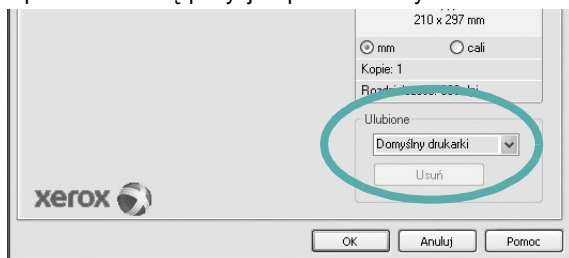 210 x 297 mm
mm cali
Kopie: 1
Ulubione
Domyślny drukarki
Usuń
xerox
OK Anuluj Pomoc